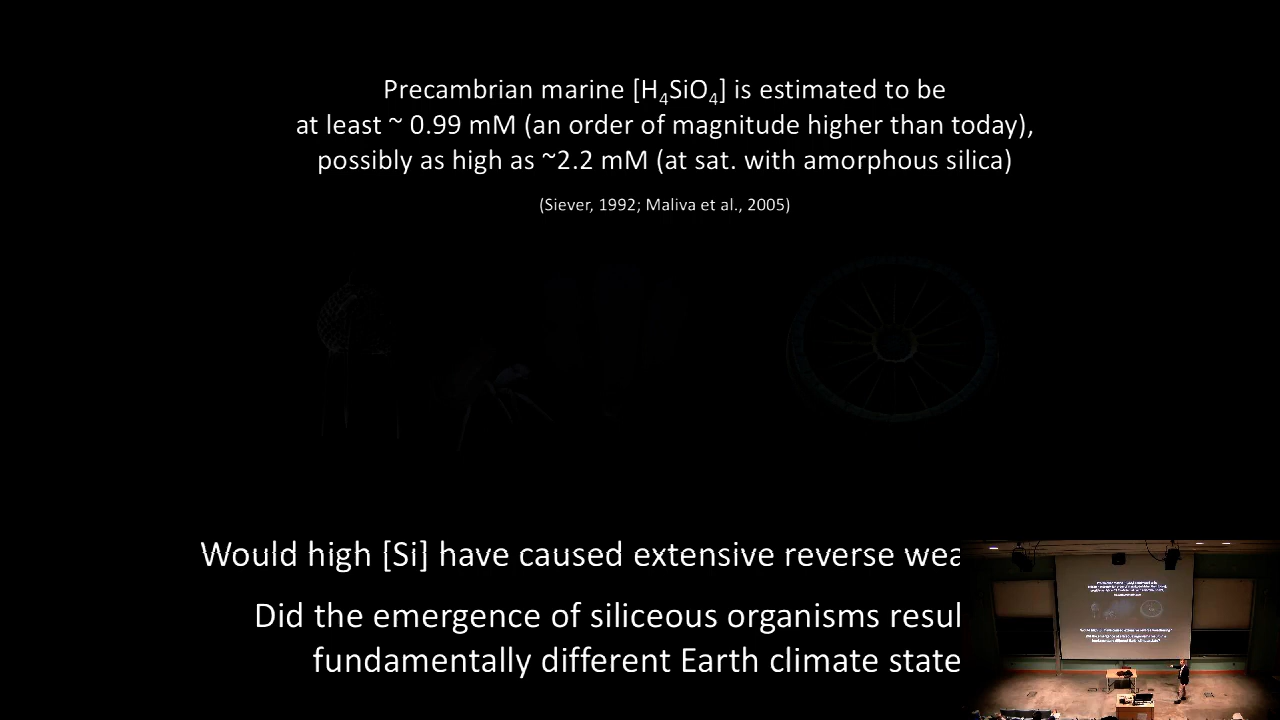 Precambrian marine [H₄SiO₄] is estimated to be
at least ~ 0.99 mM (an order of magnitude higher than today),
possibly as high as ~2.2 mM (at sat. with amorphous silica)
(Siever, 1992; Maliva et al., 2005)
Would high [Si] have caused extensive reverse wea
Did the emergence of siliceous organisms resul
fundamentally different Earth climate state